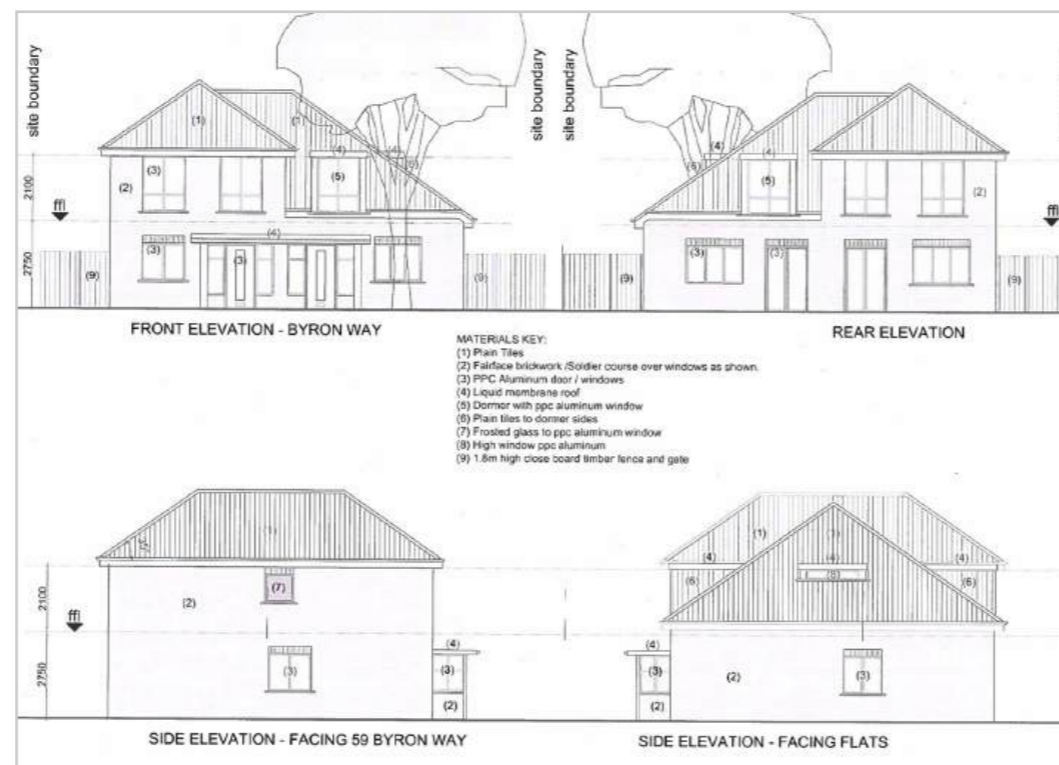 site boundary
site boundary
site boundary
(1)
(1)
(4)
(4)
(6)
(3)
(5)
(2)
2100
ffl
(4)
(3)
(3)
2750
(9)
(9)
FRONT ELEVATION - BYRON WAY
(4)
(4)
(6)
(5)
(2)
ffl
(3)
(3)
(9)
(9)
REAR ELEVATION
MATERIALS KEY:
(1) Plain Tiles
(2) Fairface brickwork /Soldier course over windows as shown.
(3) PPC Aluminum door / windows
(4) Liquid membrane roof
(5) Dormer with ppc aluminum window
(6) Plain tiles to dormer sides
(7) Frosted glass to ppc aluminum window
(8) High window ppc aluminum
(9) 1.8m high close board timber fence and gate
(1)
(7)
2100
(2)
ffl
(4)
(3)
(3)
2750
(2)
SIDE ELEVATION - FACING 59 BYRON WAY
(1)
(1)
(4)
(4)
(4)
(6)
(8)
(6)
(4)
(3)
(2)
(3)
(2)
SIDE ELEVATION - FACING FLATS